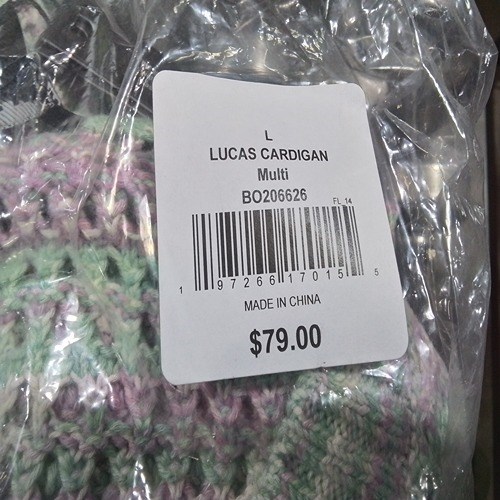 L
LUCAS CARDIGAN
Multi
BO206626
FL 14
1 97266 17015 5
MADE IN CHINA
$79.00